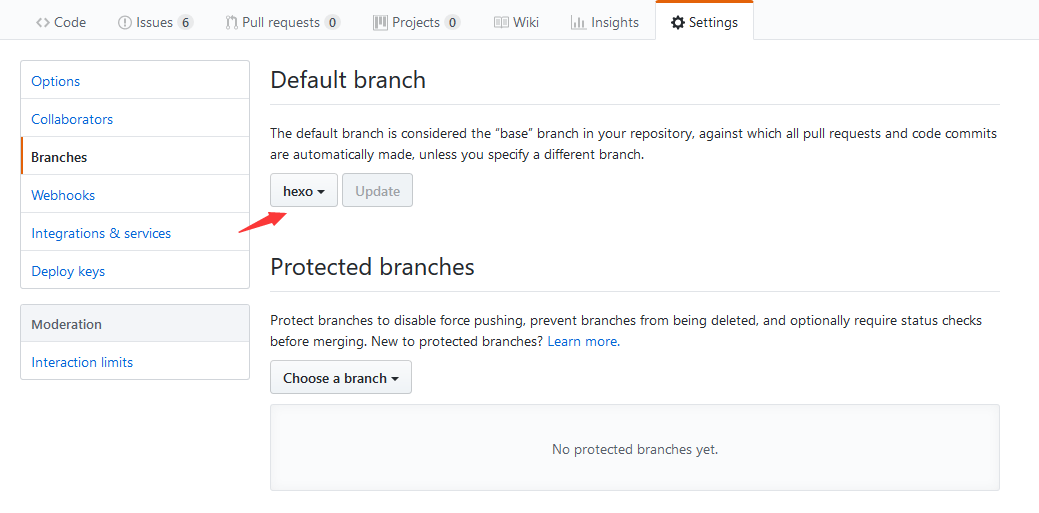 Code Issues 6 Pull requests 0 Projects 0 Wiki Insights Settings
Options
Collaborators
Branches
Webhooks
Integrations & services
Deploy keys
Moderation
Interaction limits
Default branch
The default branch is considered the “base” branch in your repository, against which all pull requests and code commits
are automatically made, unless you specify a different branch.
hexo Update
Protected branches
Protect branches to disable force pushing, prevent branches from being deleted, and optionally require status checks
before merging. New to protected branches? Learn more.
Choose a branch
No protected branches yet.